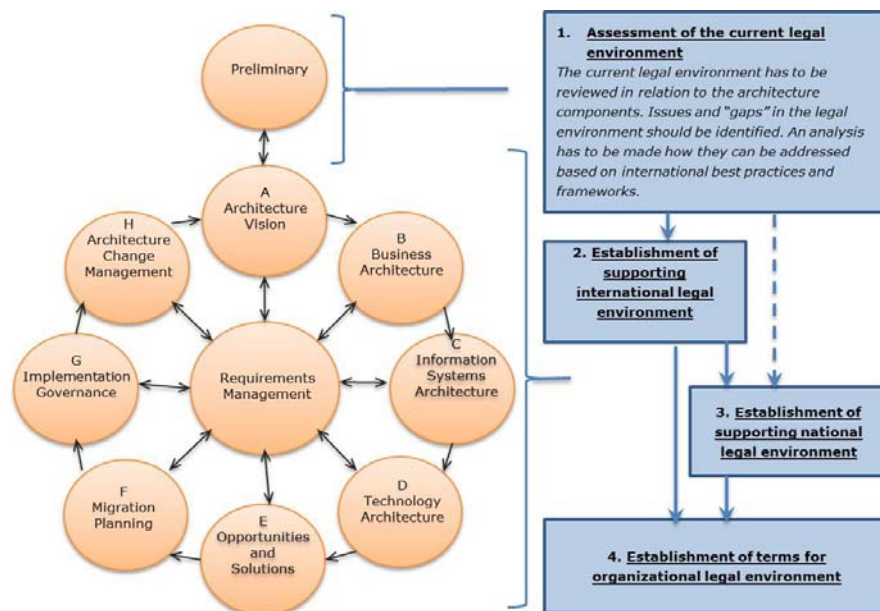 Preliminary
A
Architecture
Vision
B
Business
Architecture
C
Information
Systems
Architecture
D
Technology
Architecture
E
Opportunities
and
Solutions
F
Migration
Planning
G
Implementation
Governance
H
Architecture
Change
Management
Requirements
Management
1. Assessment of the current legal
environment
The current legal environment has to be
reviewed in relation to the architecture
components. Issues and "gaps" in the legal
environment should be identified. An analysis
has to be made how they can be addressed
based on international best practices and
frameworks.
2. Establishment of
supporting
international legal
environment
3. Establishment of
supporting national
legal environment
4. Establishment of terms for
organizational legal environment